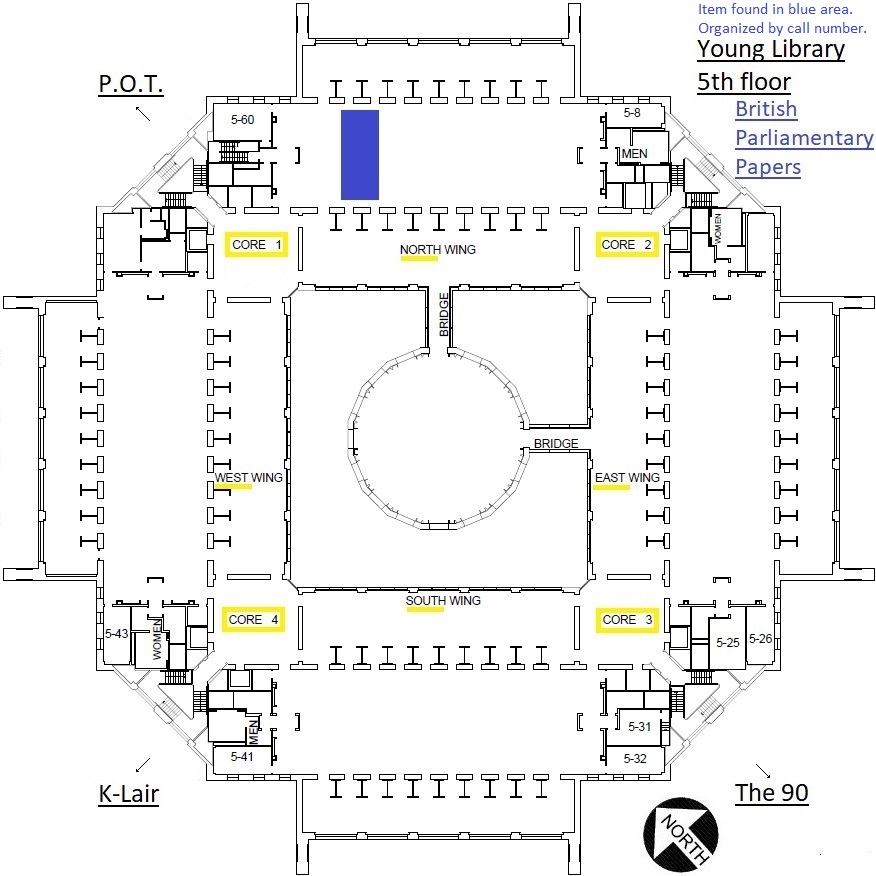 Item found in blue area.
Organized by call number.
Young Library
5th floor
British
Parliamentary
Papers
P.O.T.
5-60
5-8
MEN
WOMEN
CORE 1
NORTH WING
CORE 2
BRIDGE
BRIDGE
WEST WING
EAST WING
SOUTH WING
CORE 4
CORE 3
5-43
WOMEN
5-25
5-26
MEN
5-41
5-31
5-32
K-Lair
The 90
NORTH